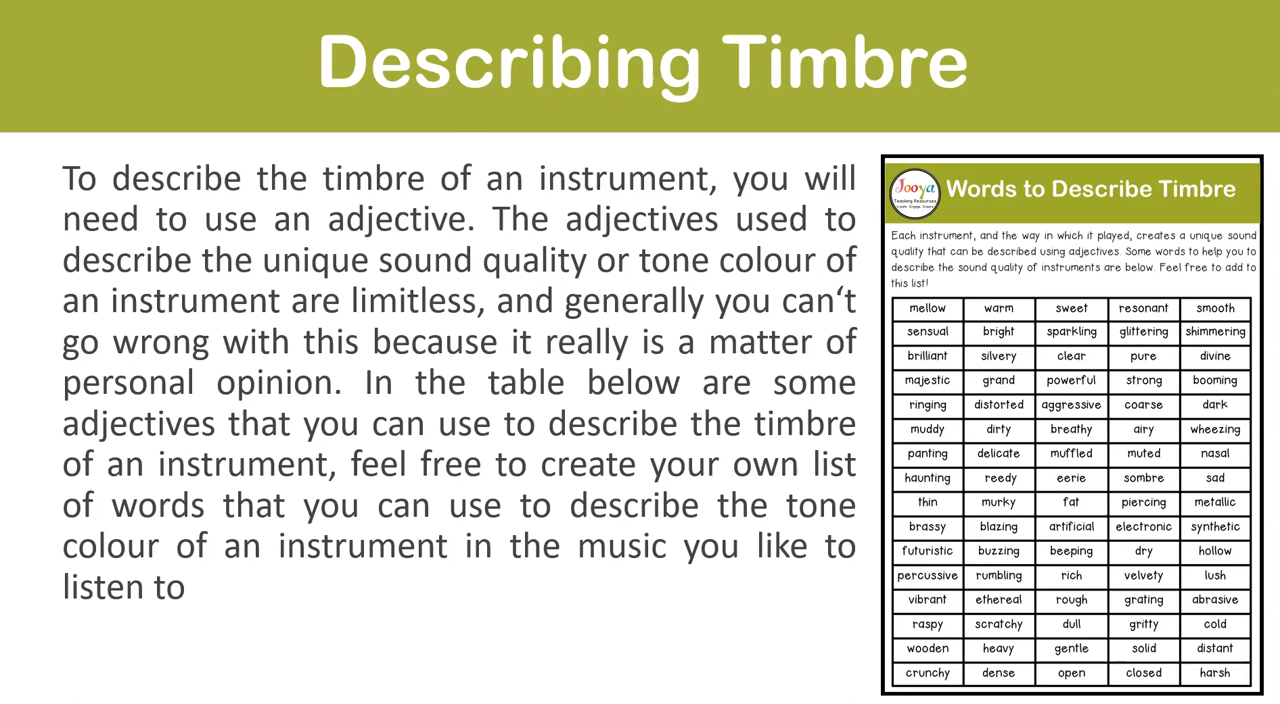 Describing Timbre
To describe the timbre of an instrument, you will
need to use an adjective. The adjectives used to
describe the unique sound quality or tone colour of
an instrument are limitless, and generally you can‘t
go wrong with this because it really is a matter of
personal opinion. In the table below are some
adjectives that you can use to describe the timbre
of an instrument, feel free to create your own list
of words that you can use to describe the tone
colour of an instrument in the music you like to
listen to
Jooya
Teaching Resources
Create Engage Inspire
Words to Describe Timbre
Each instrument, and the way in which it played, creates a unique sound
quality that can be described using adjectives. Some words to help you to
describe the sound quality of instruments are below. Feel free to add to
this list!
mellow warm sweet resonant smooth
sensual bright sparkling glittering shimmering
brilliant silvery clear pure divine
majestic grand powerful strong booming
ringing distorted aggressive coarse dark
muddy dirty breathy airy wheezing
panting delicate muffled muted nasal
haunting reedy eerie sombre sad
thin murky fat piercing metallic
brassy blazing artificial electronic synthetic
futuristic buzzing beeping dry hollow
percussive rumbling rich velvety lush
vibrant ethereal rough grating abrasive
raspy scratchy dull gritty cold
wooden heavy gentle solid distant
crunchy dense open closed harsh